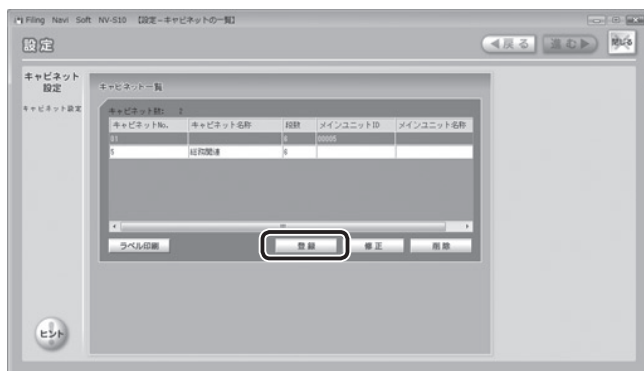 Filing Navi Soft NV-S10 【設定-キャビネットの一覧】
設定
戻る 進む 閉じる
キャビネット
設定
キャビネット設定
キャビネット一覧
キャビネット数: 2
キャビネットNo. キャビネット名称 段数 メインユニットID メインユニット名称
01 6 00005
5 総務関連 6
ラベル印刷 登録 修正 削除
ヒント